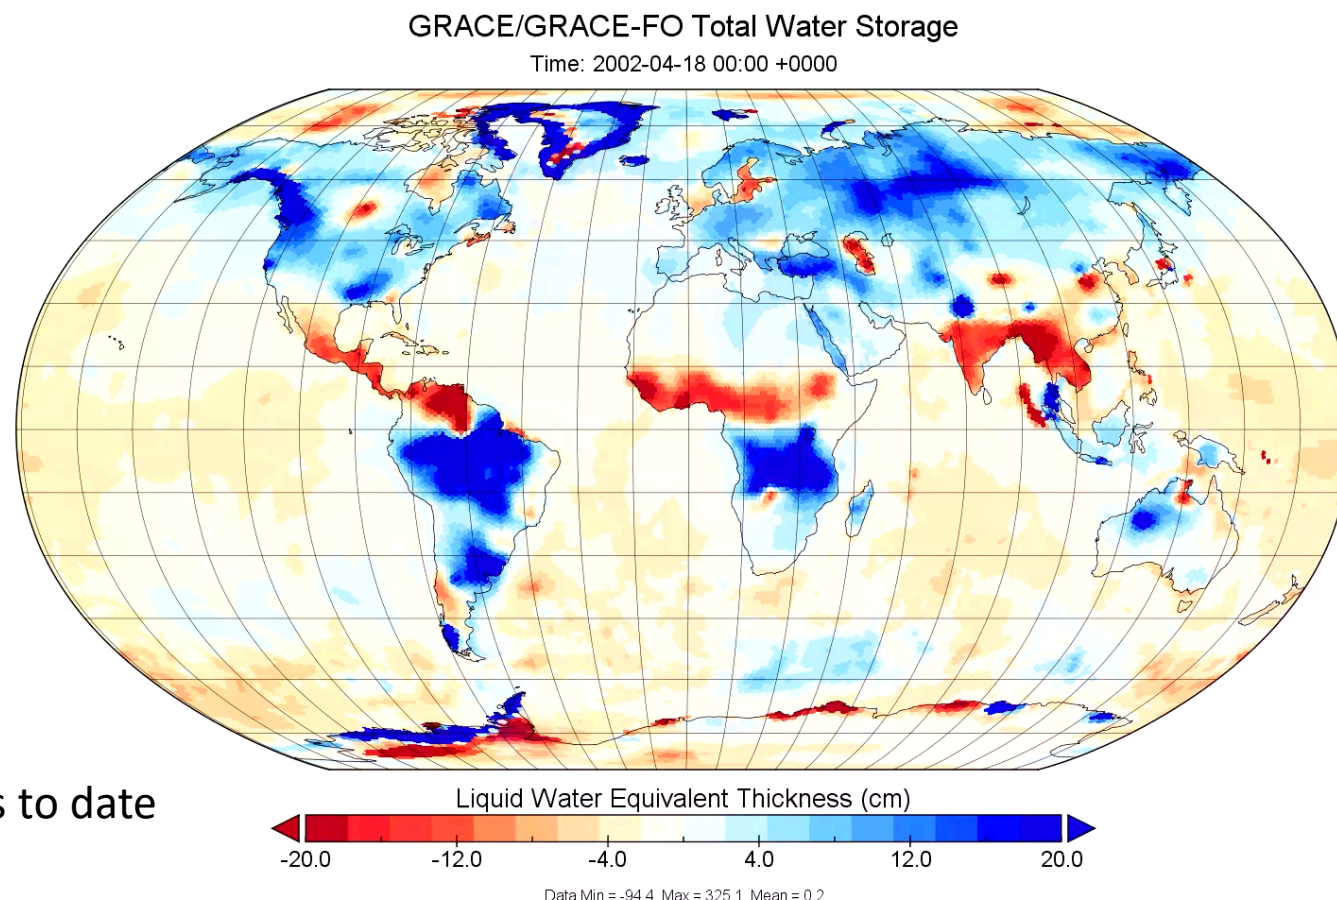 GRACE/GRACE-FO Total Water Storage
Time: 2002-04-18 00:00 +0000
s to date
Liquid Water Equivalent Thickness (cm)
-20.0 -12.0 -4.0 4.0 12.0 20.0
Data Min = -94.4, Max = 325.1, Mean = 0.2